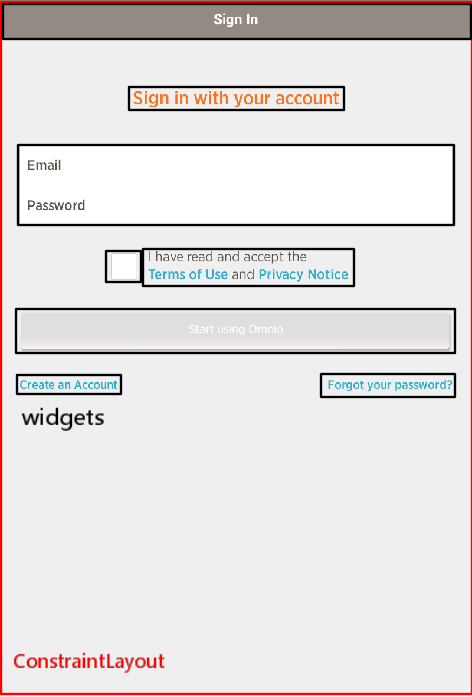 Sign In
Sign in with your account
Email
Password
I have read and accept the
Terms of Use and Privacy Notice
Start using Omnio
Create an Account
Forgot your password?
widgets
ConstraintLayout